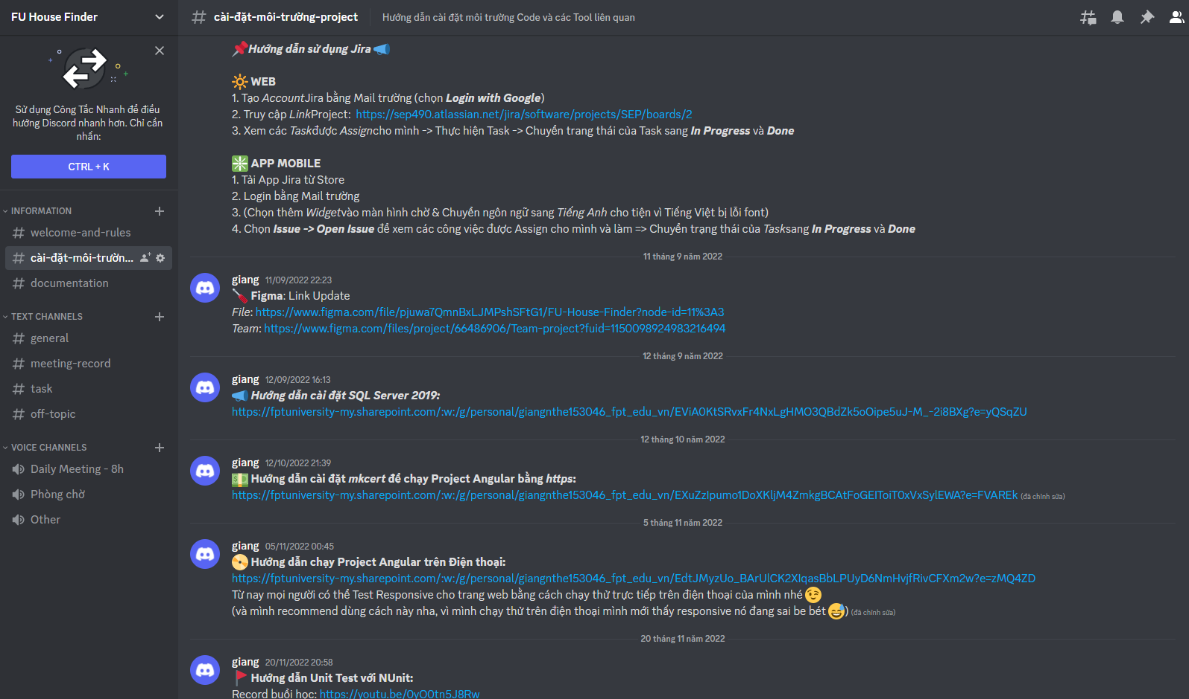 FU House Finder
cài-đặt-môi-trường-project
Hướng dẫn cài đặt môi trường Code và các Tool liên quan
Sử dụng Công Tắc Nhanh để điều
hướng Discord nhanh hơn. Chỉ cần
nhấn:
CTRL + K
INFORMATION
welcome-and-rules
cài-đặt-môi-trườn...
documentation
TEXT CHANNELS
general
meeting-record
task
off-topic
VOICE CHANNELS
Daily Meeting - 8h
Phòng chờ
Other
Hướng dẫn sử dụng Jira
WEB
1. Tạo AccountJira bằng Mail trường (chọn Login with Google)
2. Truy cập LinkProject: https://sep490.atlassian.net/jira/software/projects/SEP/boards/2
3. Xem các Taskđược Assigncho mình -> Thực hiện Task -> Chuyển trang thái của Task sang In Progress và Done
APP MOBILE
1. Tải App Jira từ Store
2. Login bằng Mail trường
3. (Chọn thêm Widgetvào màn hình chờ & Chuyển ngôn ngữ sang Tiếng Anh cho tiện vì Tiếng Việt bị lỗi font)
4. Chọn Issue -> Open Issue để xem các công việc được Assign cho mình và làm => Chuyển trạng thái của Tasksang In Progress và Done
11 tháng 9 năm 2022
giang 11/09/2022 22:23
Figma: Link Update
File: https://www.figma.com/file/pjuwa7QmnBxLJMPshSFtG1/FU-House-Finder?node-id=11%3A3
Team: https://www.figma.com/files/project/66486906/Team-project?fuid=1150098924983216494
12 tháng 9 năm 2022
giang 12/09/2022 16:13
Hướng dẫn cài đặt SQL Server 2019:
https://fptuniversity-my.sharepoint.com/:w:/g/personal/giangnthe153046_fpt_edu_vn/EViA0KtSRvxFr4NxLgHMO3QBdZk5oOipe5uJ-M_-2i8BXg?e=yQSqZU
12 tháng 10 năm 2022
giang 12/10/2022 21:39
Hướng dẫn cài đặt mkcert để chạy Project Angular bằng https:
https://fptuniversity-my.sharepoint.com/:w:/g/personal/giangnthe153046_fpt_edu_vn/EXuZzIpumo1DoXKljM4ZmkgBCAtFoGEIToiT0xVxSylEWA?e=FVAREk (đã chỉnh sửa)
5 tháng 11 năm 2022
giang 05/11/2022 00:45
Hướng dẫn chạy Project Angular trên Điện thoại:
https://fptuniversity-my.sharepoint.com/:w:/g/personal/giangnthe153046_fpt_edu_vn/EdtJMyzUo_BArUlCK2XIqasBbLPUyD6NmHvjfRivCFXm2w?e=zMQ4ZD
Từ nay mọi người có thể Test Responsive cho trang web bằng cách chạy thử trực tiếp trên điện thoại của mình nhé
(và mình recommend dùng cách này nha, vì mình chạy thử trên điện thoại mình mới thấy responsive nó đang sai be bét ) (đã chỉnh sửa)
20 tháng 11 năm 2022
giang 20/11/2022 20:58
Hướng dẫn Unit Test với NUnit:
Record buổi học: https://youtu.be/0yO0tn5J8Rw